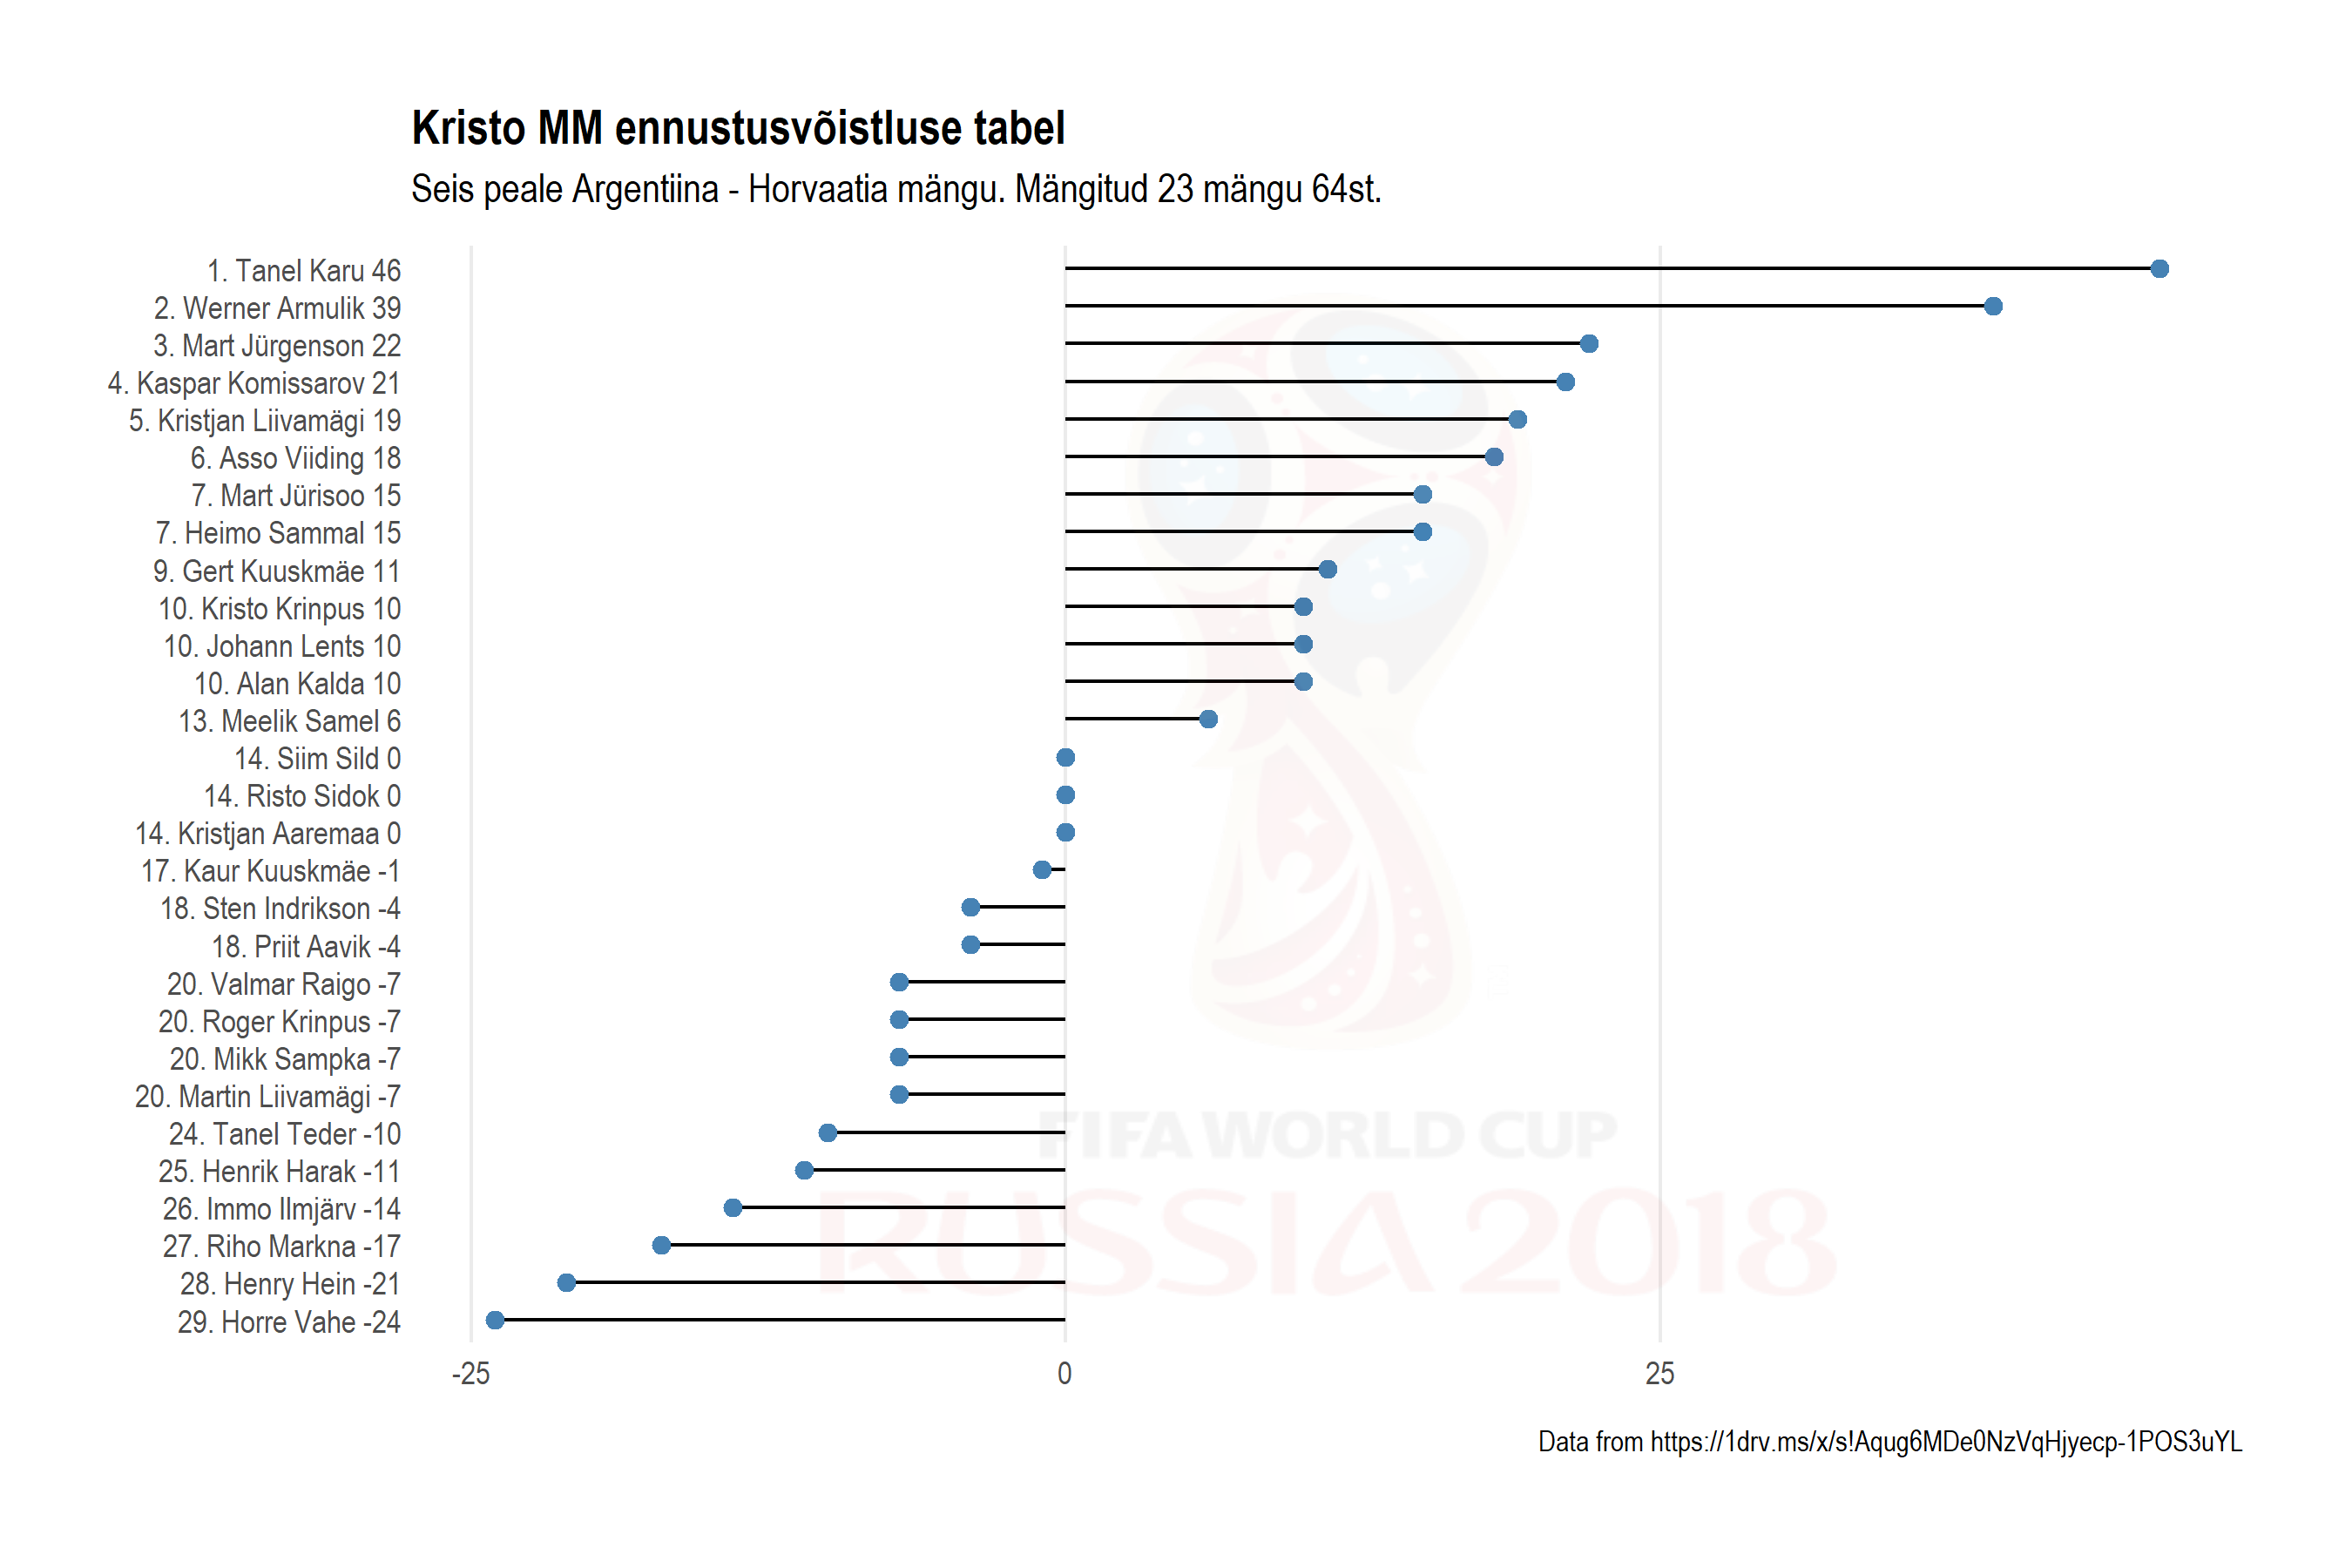 Kristo MM ennustusvõistluse tabel
Seis peale Argentiina - Horvaatia mängu. Mängitud 23 mängu 64st.
1. Tanel Karu 46
2. Werner Armulik 39
3. Mart Jürgenson 22
4. Kaspar Komissarov 21
5. Kristjan Liivamägi 19
6. Asso Viiding 18
7. Mart Jürisoo 15
7. Heimo Sammal 15
9. Gert Kuuskmäe 11
10. Kristo Krinpus 10
10. Johann Lents 10
10. Alan Kalda 10
13. Meelik Samel 6
14. Siim Sild 0
14. Risto Sidok 0
14. Kristjan Aaremaa 0
17. Kaur Kuuskmäe -1
18. Sten Indrikson -4
18. Priit Aavik -4
20. Valmar Raigo -7
20. Roger Krinpus -7
20. Mikk Sampka -7
20. Martin Liivamägi -7
24. Tanel Teder -10
25. Henrik Harak -11
26. Immo Ilmjärv -14
27. Riho Markna -17
28. Henry Hein -21
29. Horre Vahe -24
FIFA WORLD CUP
RUSSIA 2018
-25 0 25
Data from https://1drv.ms/x/s!Aqug6MDe0NzVqHjyecp-1POS3uYL